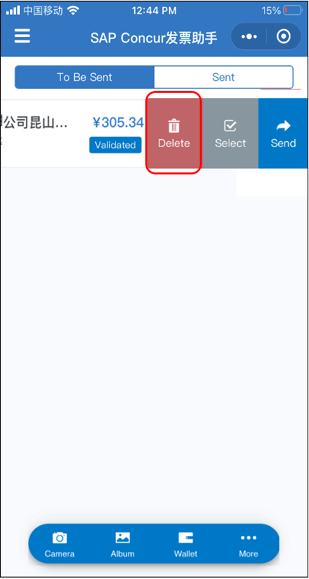 中国移动 12:44 PM 15%
SAP Concur发票助手
To Be Sent Sent
公司昆山... ¥305.34
Validated
Delete Select Send
Camera Album Wallet More